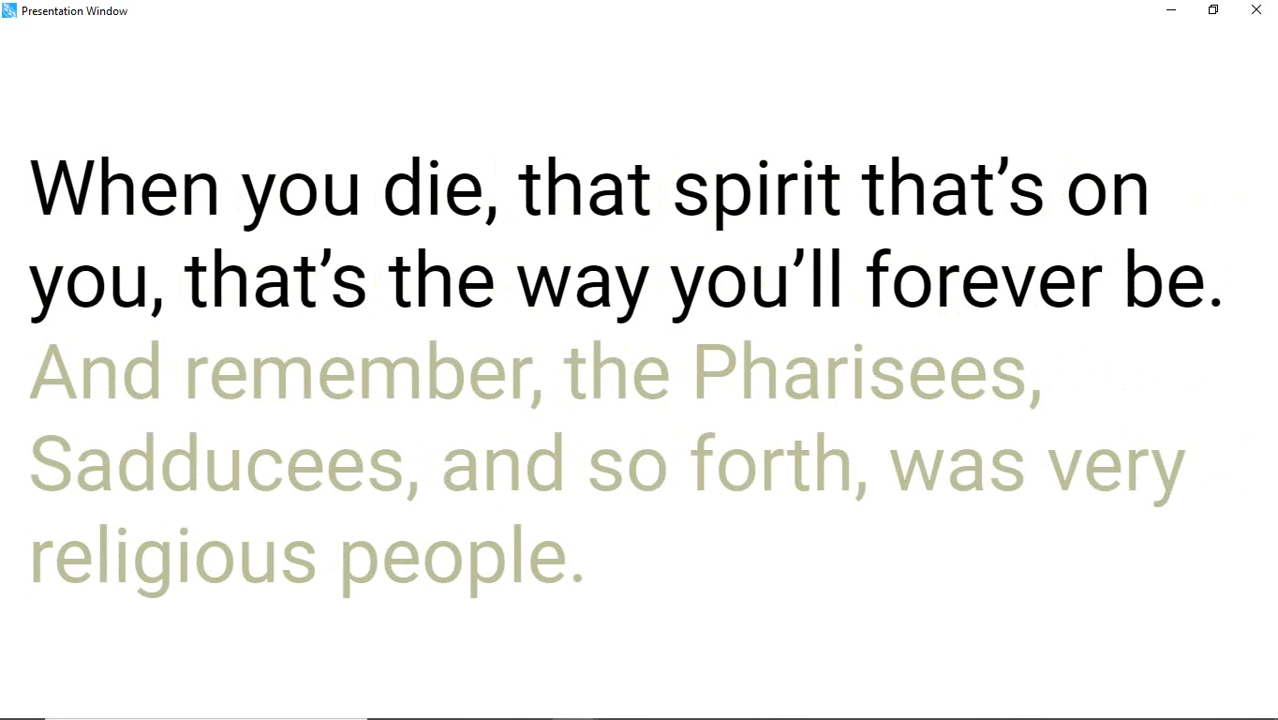 Presentation Window
When you die, that spirit that’s on
you, that’s the way you’ll forever be.
And remember, the Pharisees,
Sadducees, and so forth, was very
religious people.